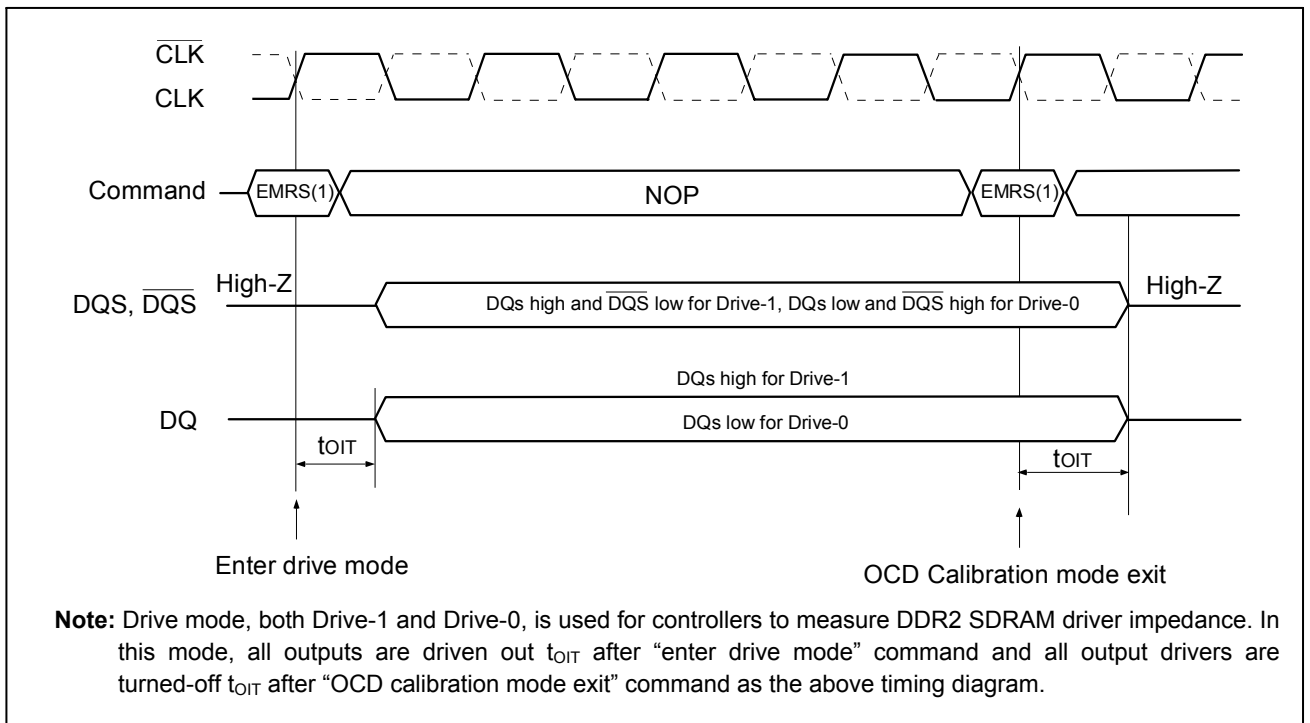 C̅L̅K̅
CLK
Command
EMRS(1)
NOP
EMRS(1)
High-Z
DQS, D̅Q̅S̅
DQs high and D̅Q̅S̅ low for Drive-1, DQs low and D̅Q̅S̅ high for Drive-0
High-Z
DQs high for Drive-1
DQ
DQs low for Drive-0
tOIT
tOIT
Enter drive mode
OCD Calibration mode exit
Note: Drive mode, both Drive-1 and Drive-0, is used for controllers to measure DDR2 SDRAM driver impedance. In
this mode, all outputs are driven out tOIT after “enter drive mode” command and all output drivers are
turned-off tOIT after “OCD calibration mode exit” command as the above timing diagram.